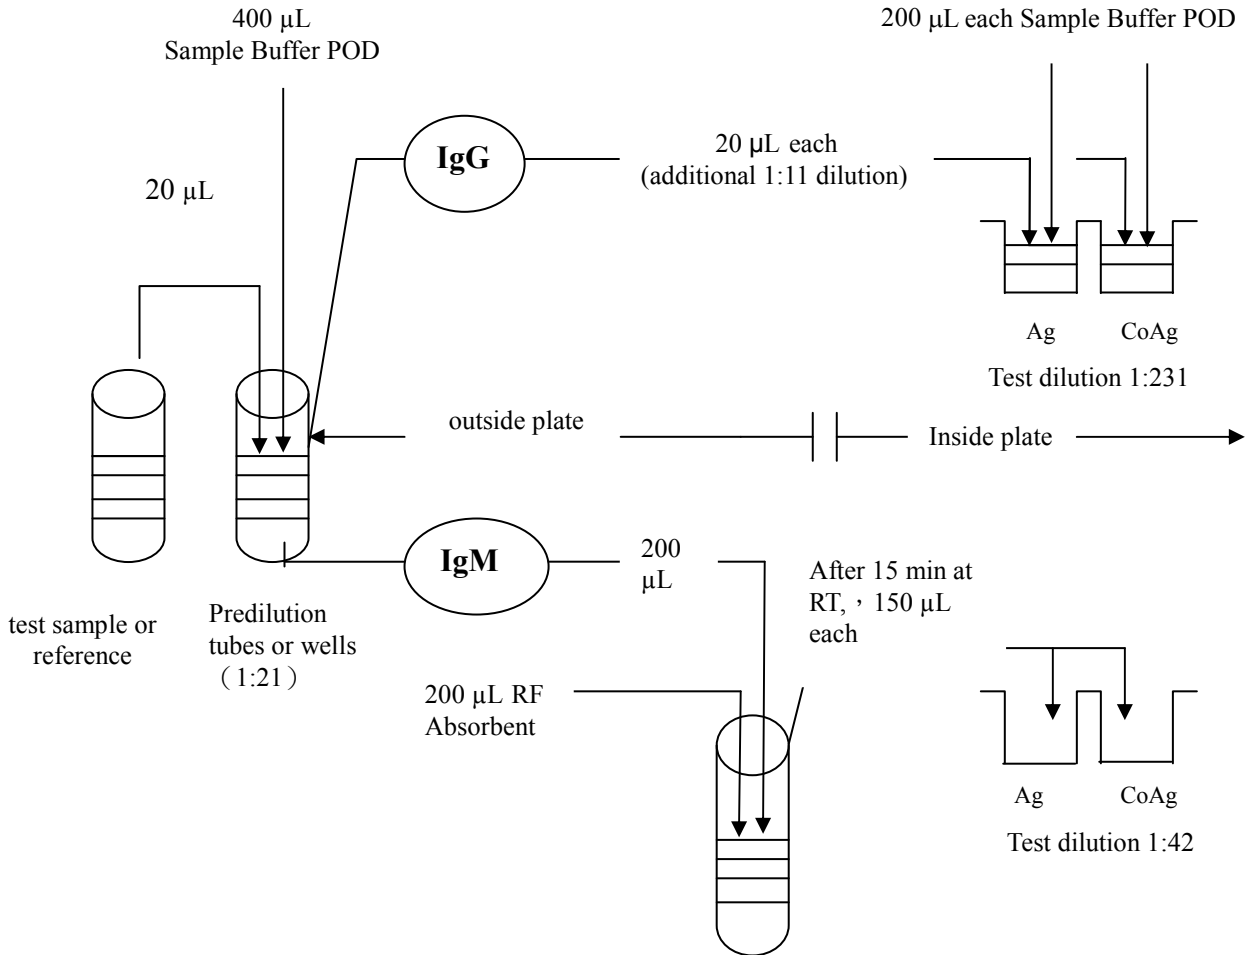 400 µL
Sample Buffer POD
200 µL each Sample Buffer POD
IgG
20 µL each
(additional 1:11 dilution)
20 µL
Ag
CoAg
Test dilution 1:231
outside plate
Inside plate
IgM
200
µL
After 15 min at
RT,，150 µL
each
test sample or
reference
Predilution
tubes or wells
（1:21）
200 µL RF
Absorbent
Ag
CoAg
Test dilution 1:42